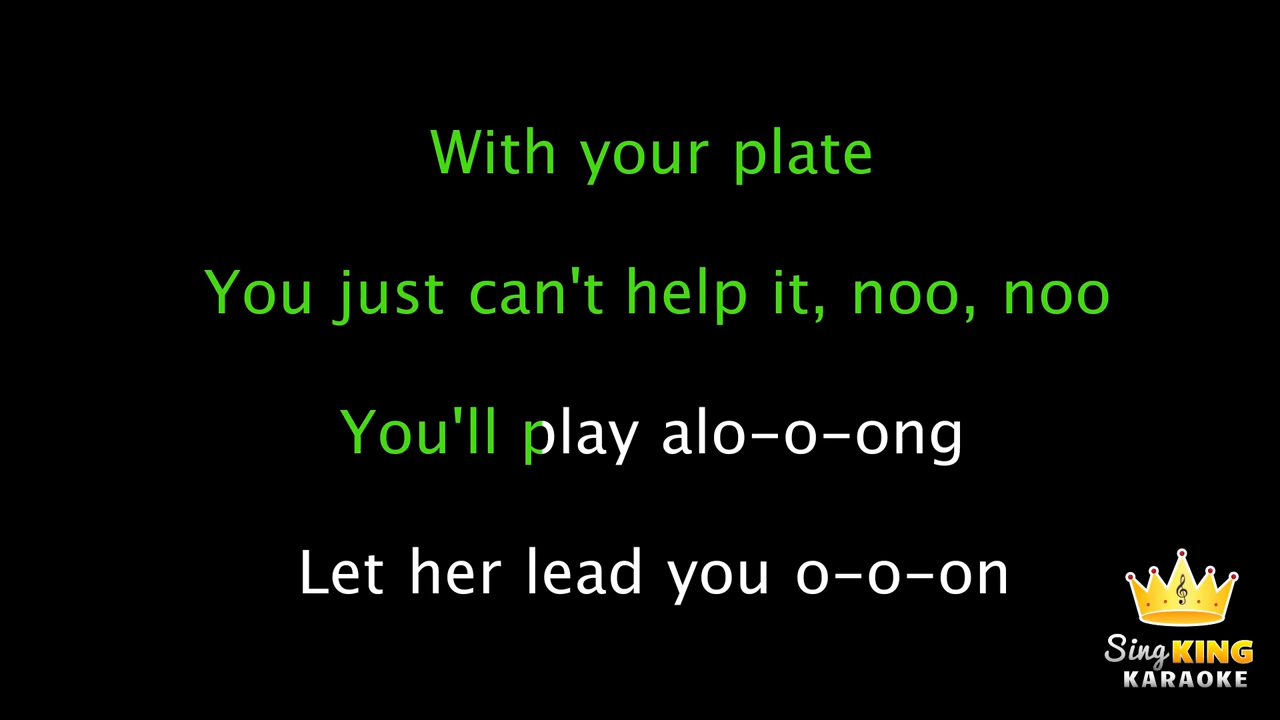 With your plate
You just can't help it, noo, noo
You'll play alo-o-ong
Let her lead you o-o-on
Sing KING
KARAOKE